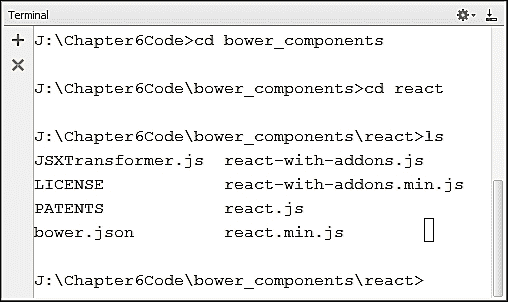 Terminal
J:\Chapter6Code>cd bower_components
J:\Chapter6Code\bower_components>cd react
J:\Chapter6Code\bower_components\react>ls
JSXTransformer.js  react-with-addons.js
LICENSE            react-with-addons.min.js
PATENTS            react.js
bower.json         react.min.js
J:\Chapter6Code\bower_components\react>